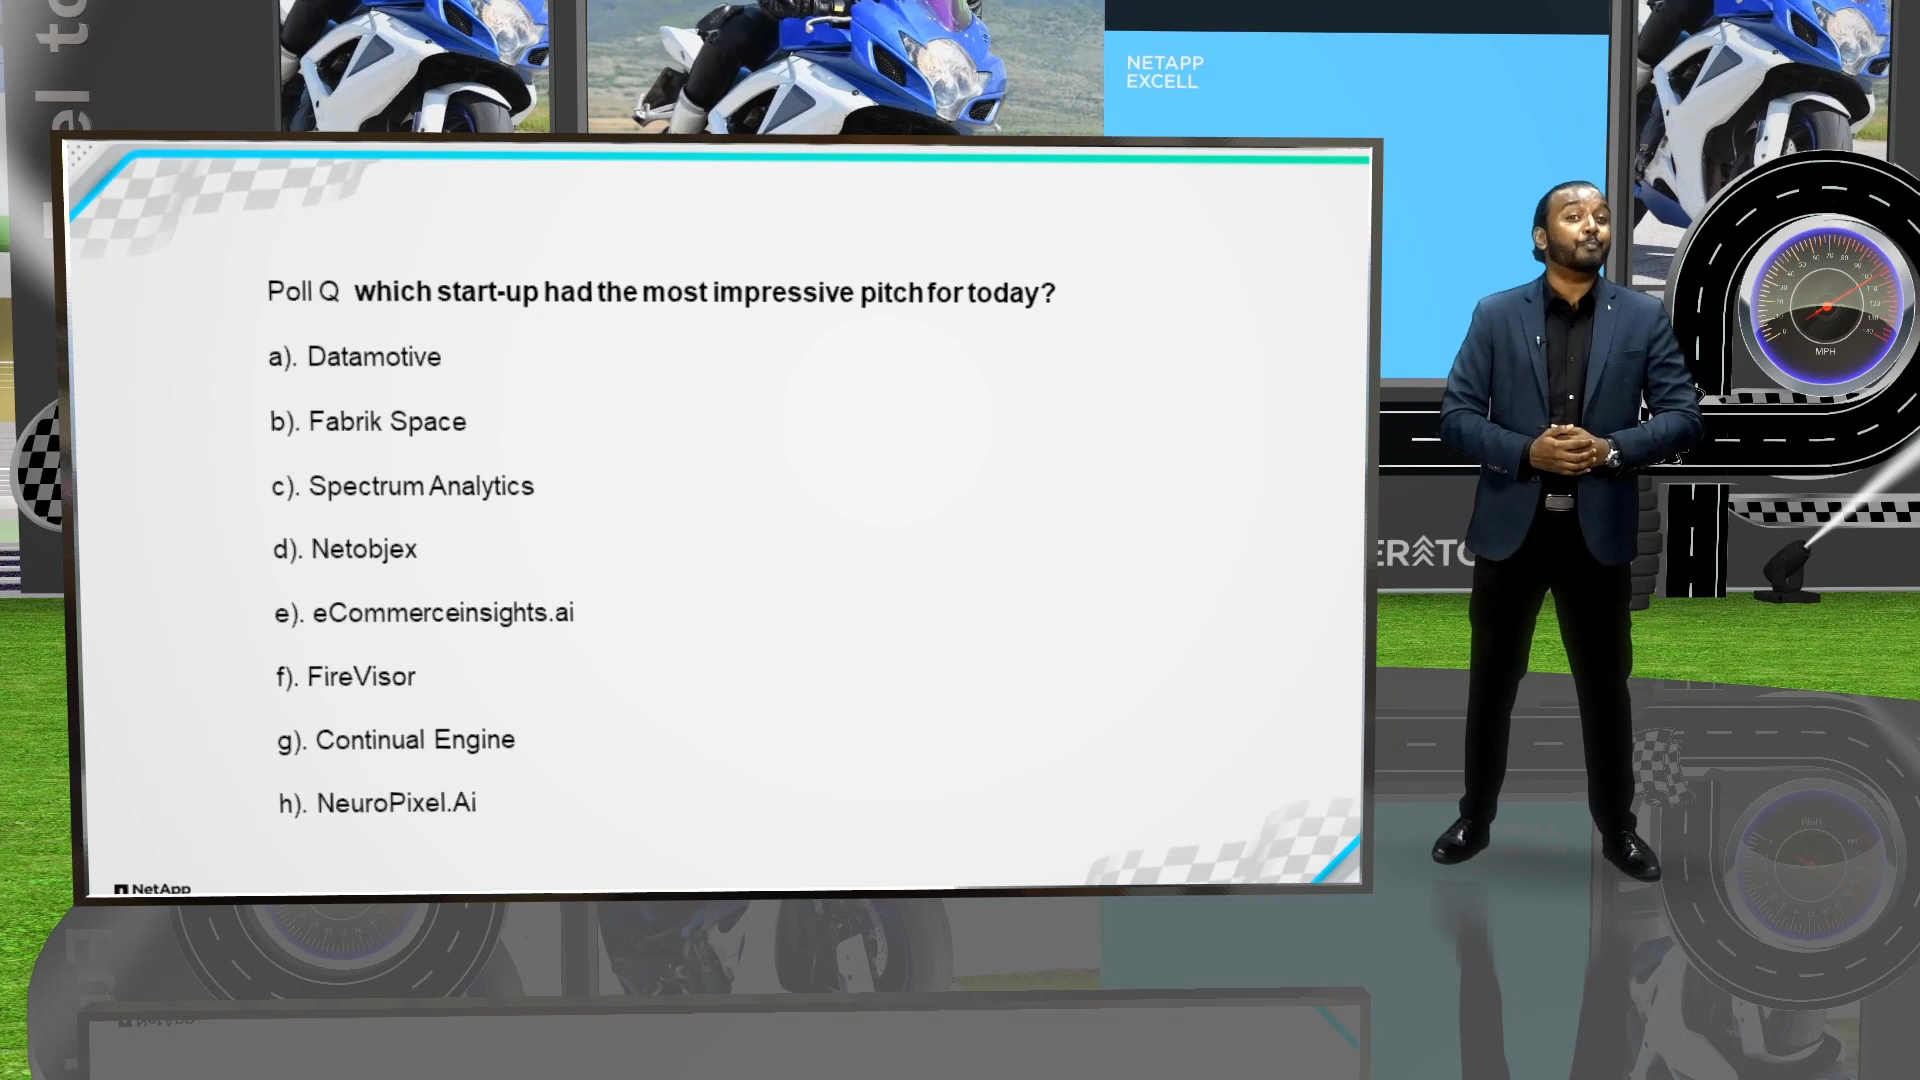 NETAPP
EXCELL
Poll Q which start-up had the most impressive pitch for today?
a). Datamotive
b). Fabrik Space
c). Spectrum Analytics
d). Netobjex
e). eCommerceinsights.ai
f). FireVisor
g). Continual Engine
h). NeuroPixel.Ai
NetApp
MPH